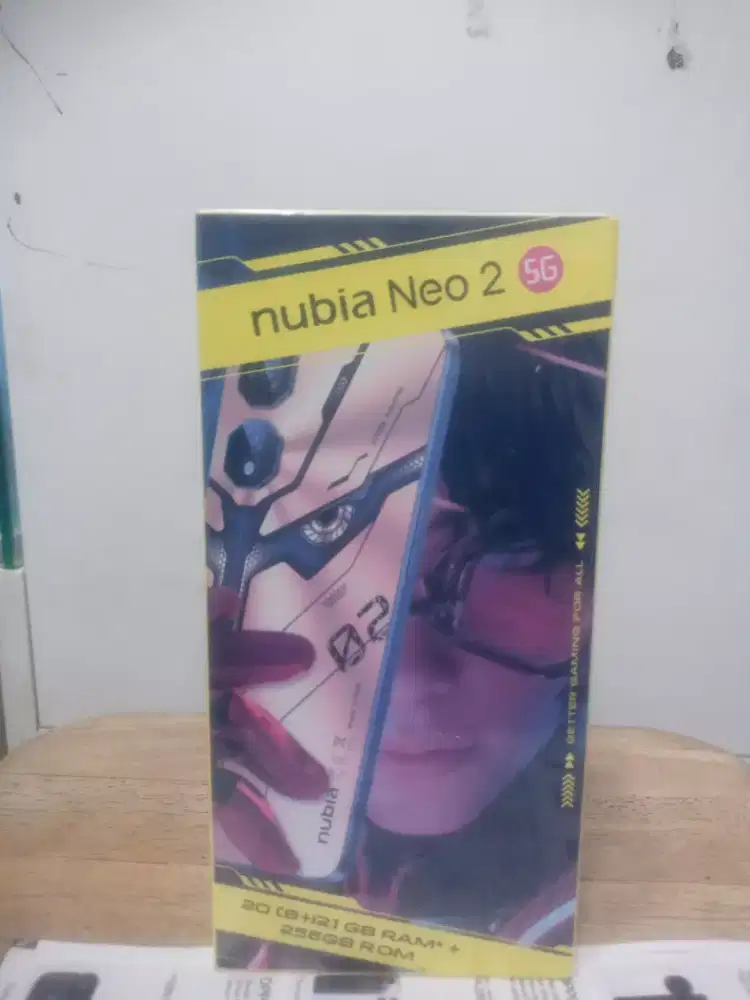 nubia Neo 2 5G
02
nubia
BETTER GAMING FOR ALL
20 (8+12) GB RAM* +
256GB ROM